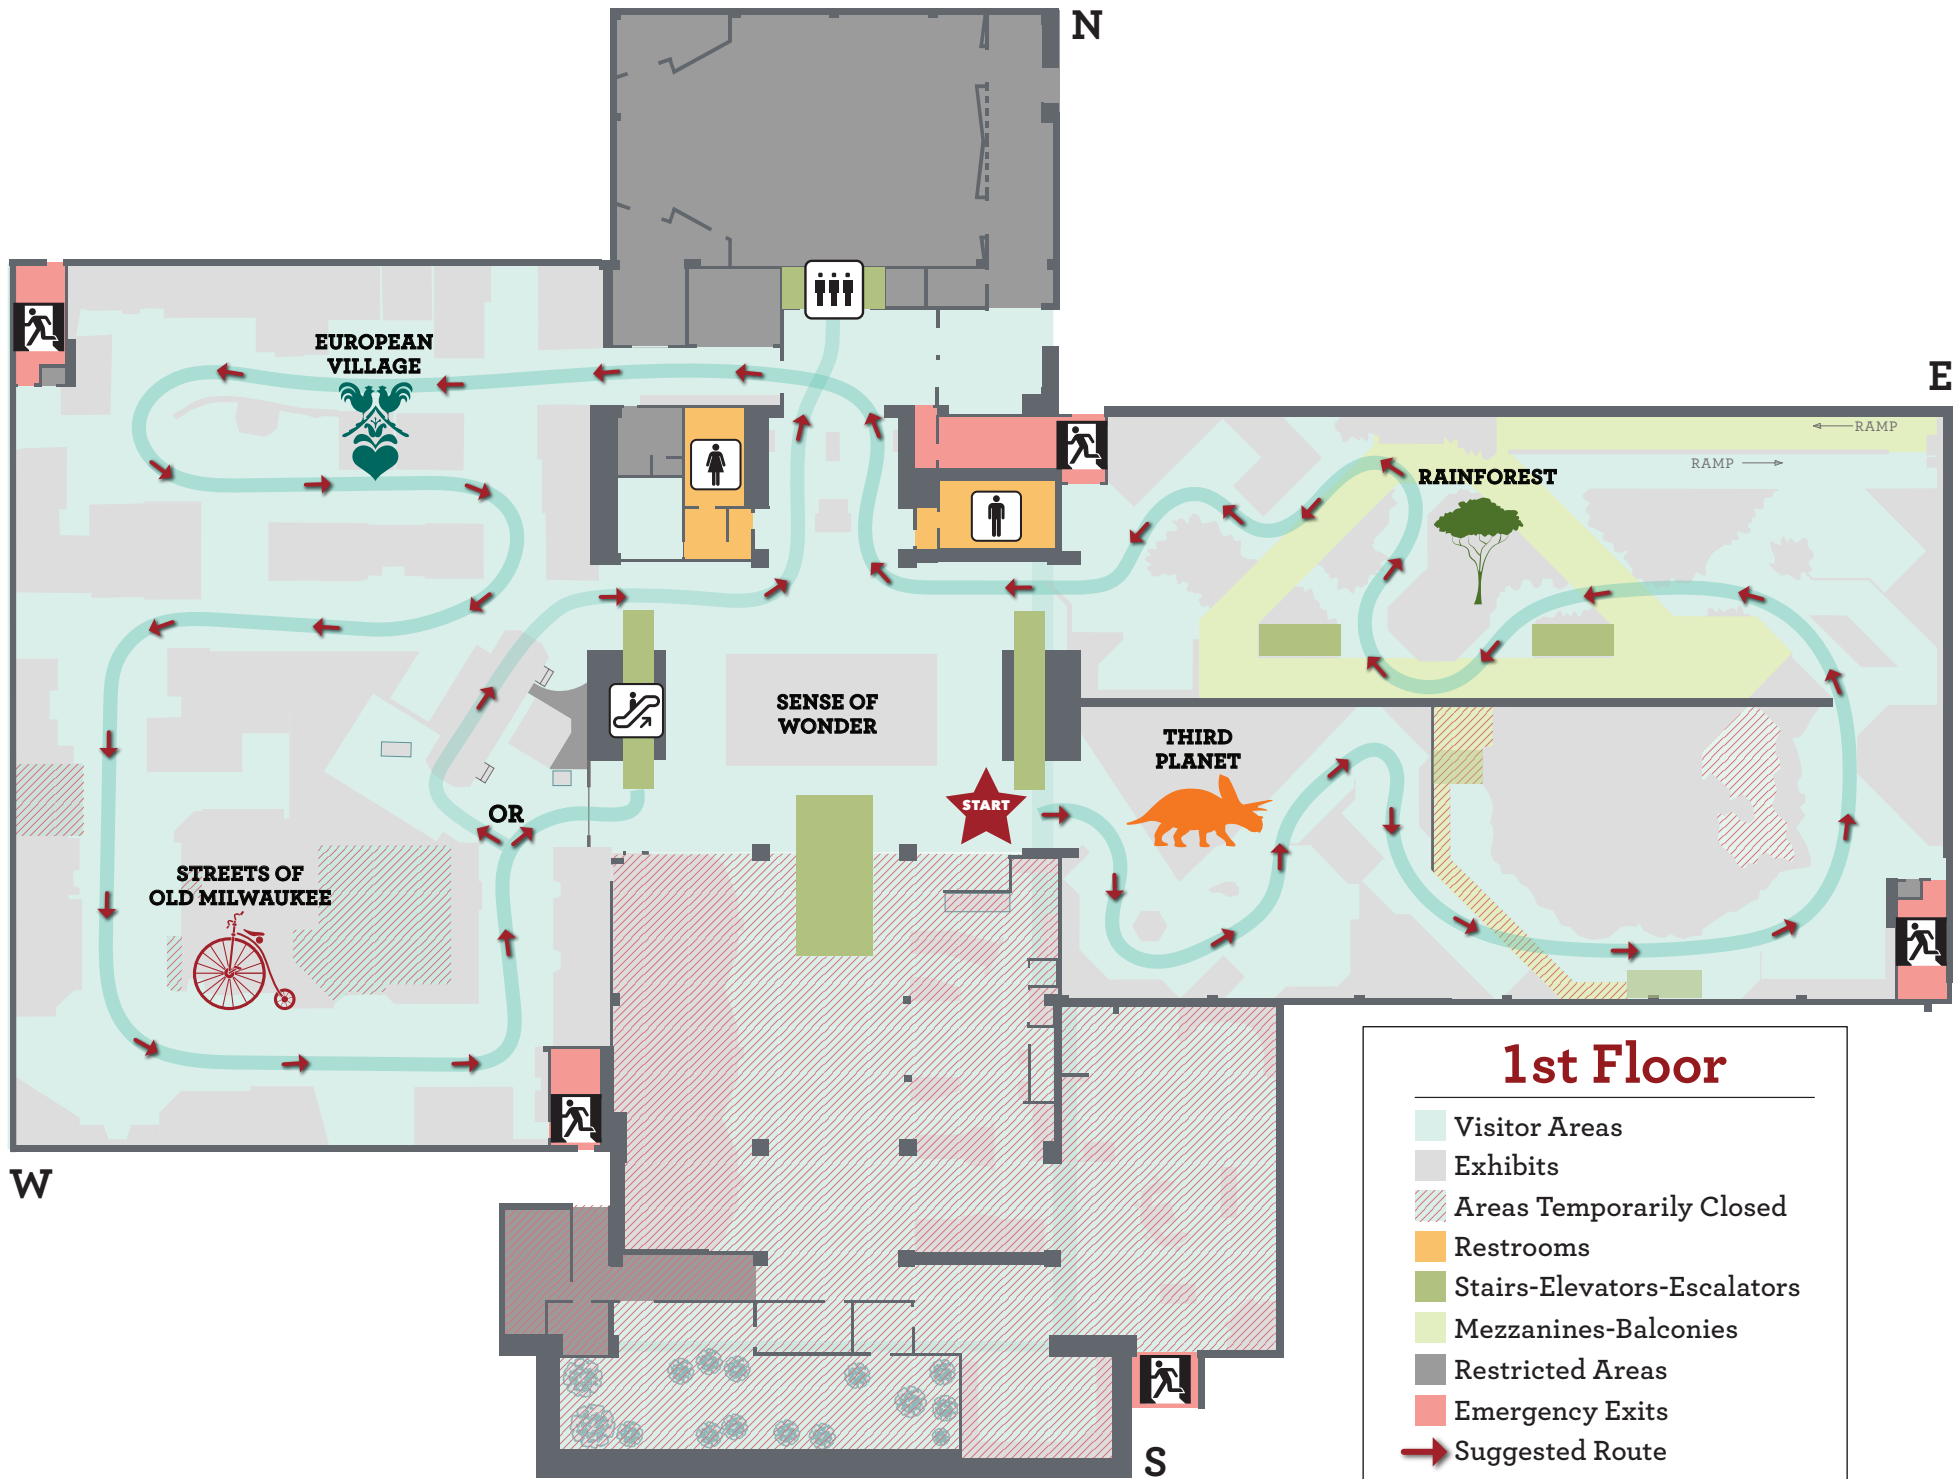 N
EUROPEAN
VILLAGE
E
RAMP
RAMP
RAINFOREST
SENSE OF
WONDER
THIRD
PLANET
START
OR
STREETS OF
OLD MILWAUKEE
W
S
1st Floor
Visitor Areas
Exhibits
Areas Temporarily Closed
Restrooms
Stairs-Elevators-Escalators
Mezzanines-Balconies
Restricted Areas
Emergency Exits
Suggested Route